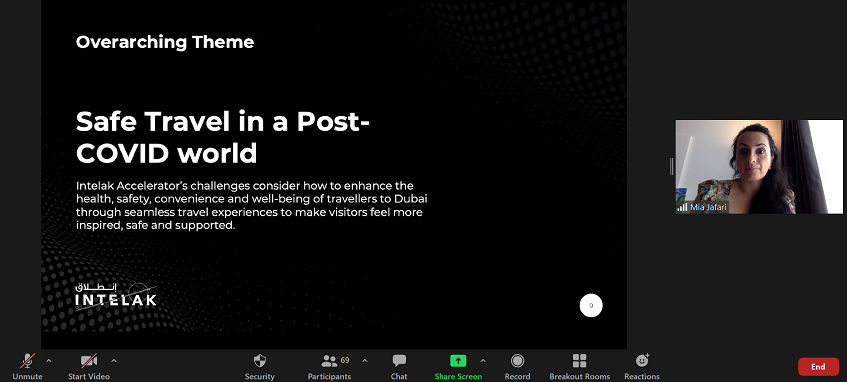 Overarching Theme
Safe Travel in a Post-
COVID world
Intelak Accelerator's challenges consider how to enhance the
health, safety, convenience and well-being of travellers to Dubai
through seamless travel experiences to make visitors feel more
inspired, safe and supported.
إنطلاق
INTELAK
9
Mia Jafari
Unmute
Start Video
Security
Participants
69
Chat
Share Screen
Record
Breakout Rooms
Reactions
End